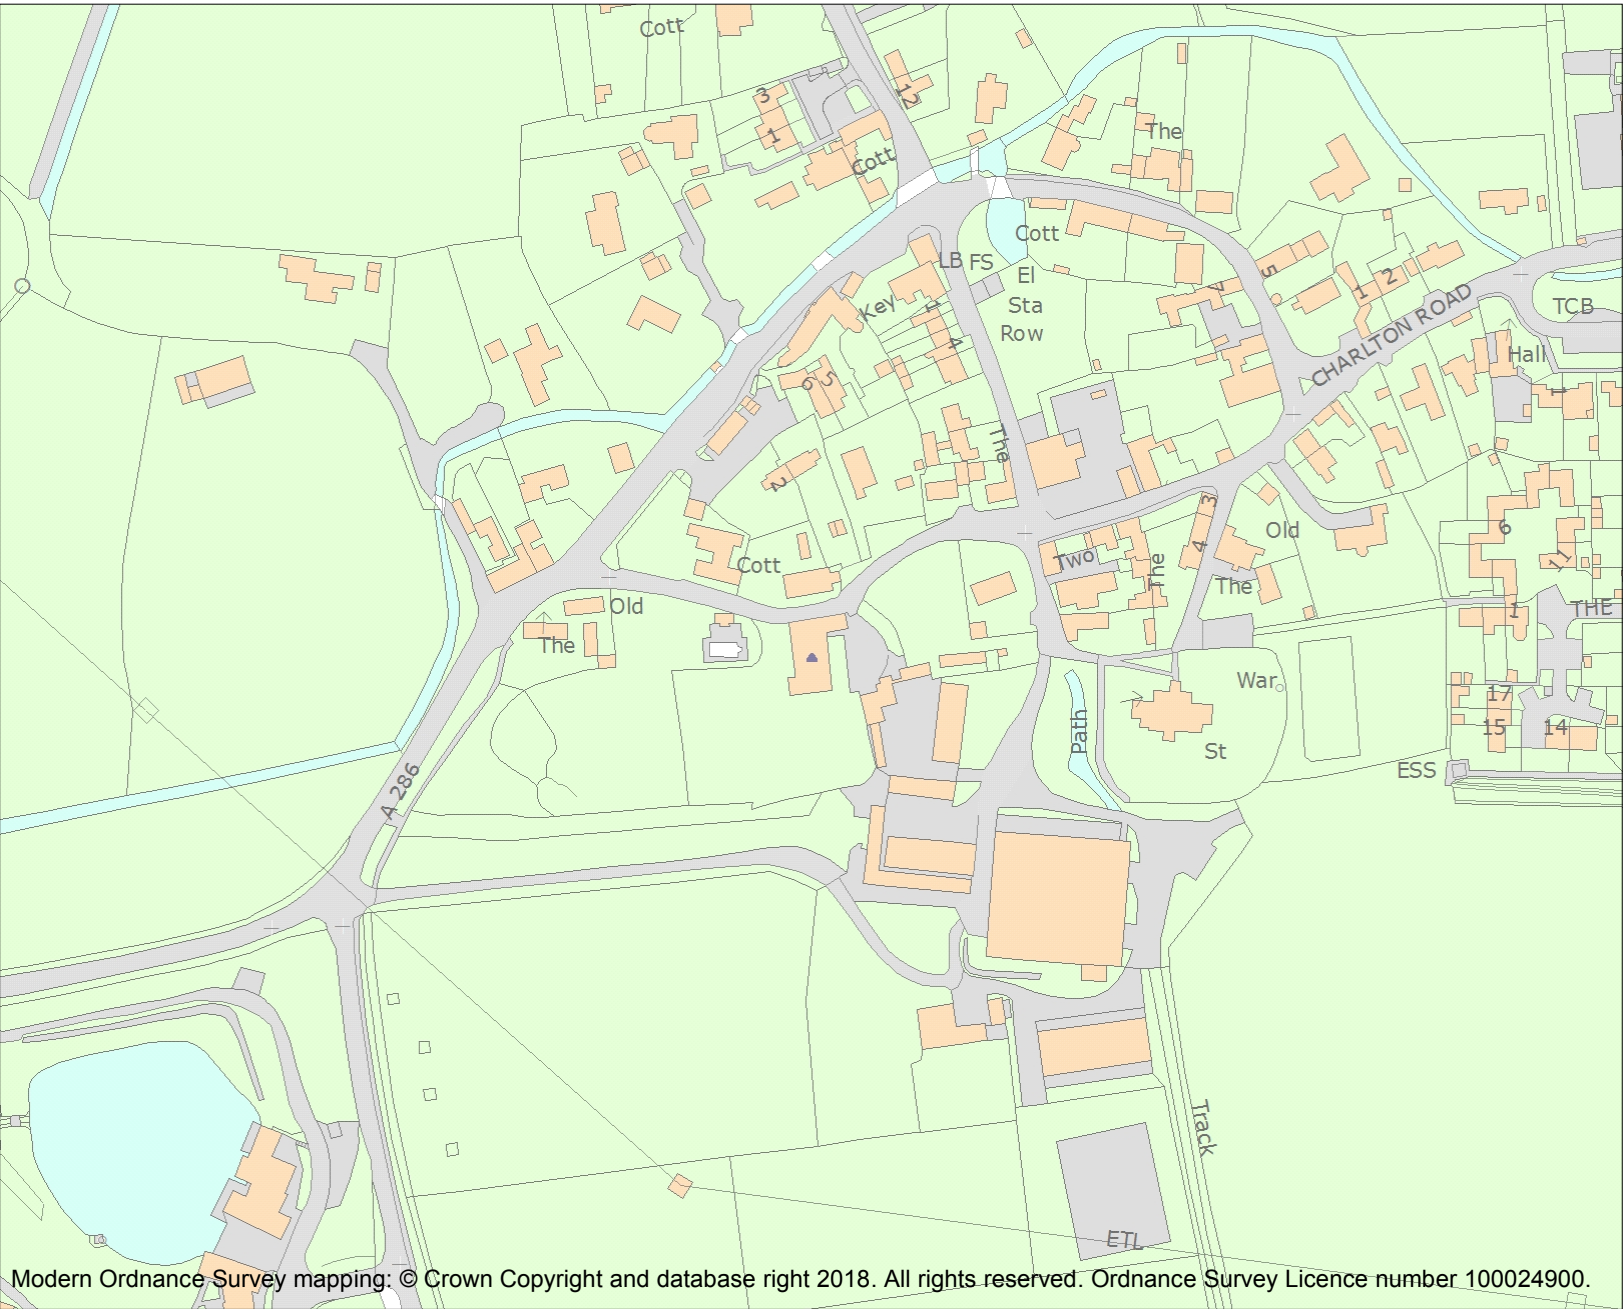 Cott
3
12
1
The
Cott
Cott
LB FS
El
Sta
Row
5
7
1 2
TCB
Key
1
4
CHARLTON ROAD
Hall
6 5
1
The
2
3
Old
6
Two
4
11
Cott
The
The
Old
THE
1
The
War
17
Path
St
15
14
ESS
A 286
Track
ETL
Modern Ordnance Survey mapping: © Crown Copyright and database right 2018. All rights reserved. Ordnance Survey Licence number 100024900.